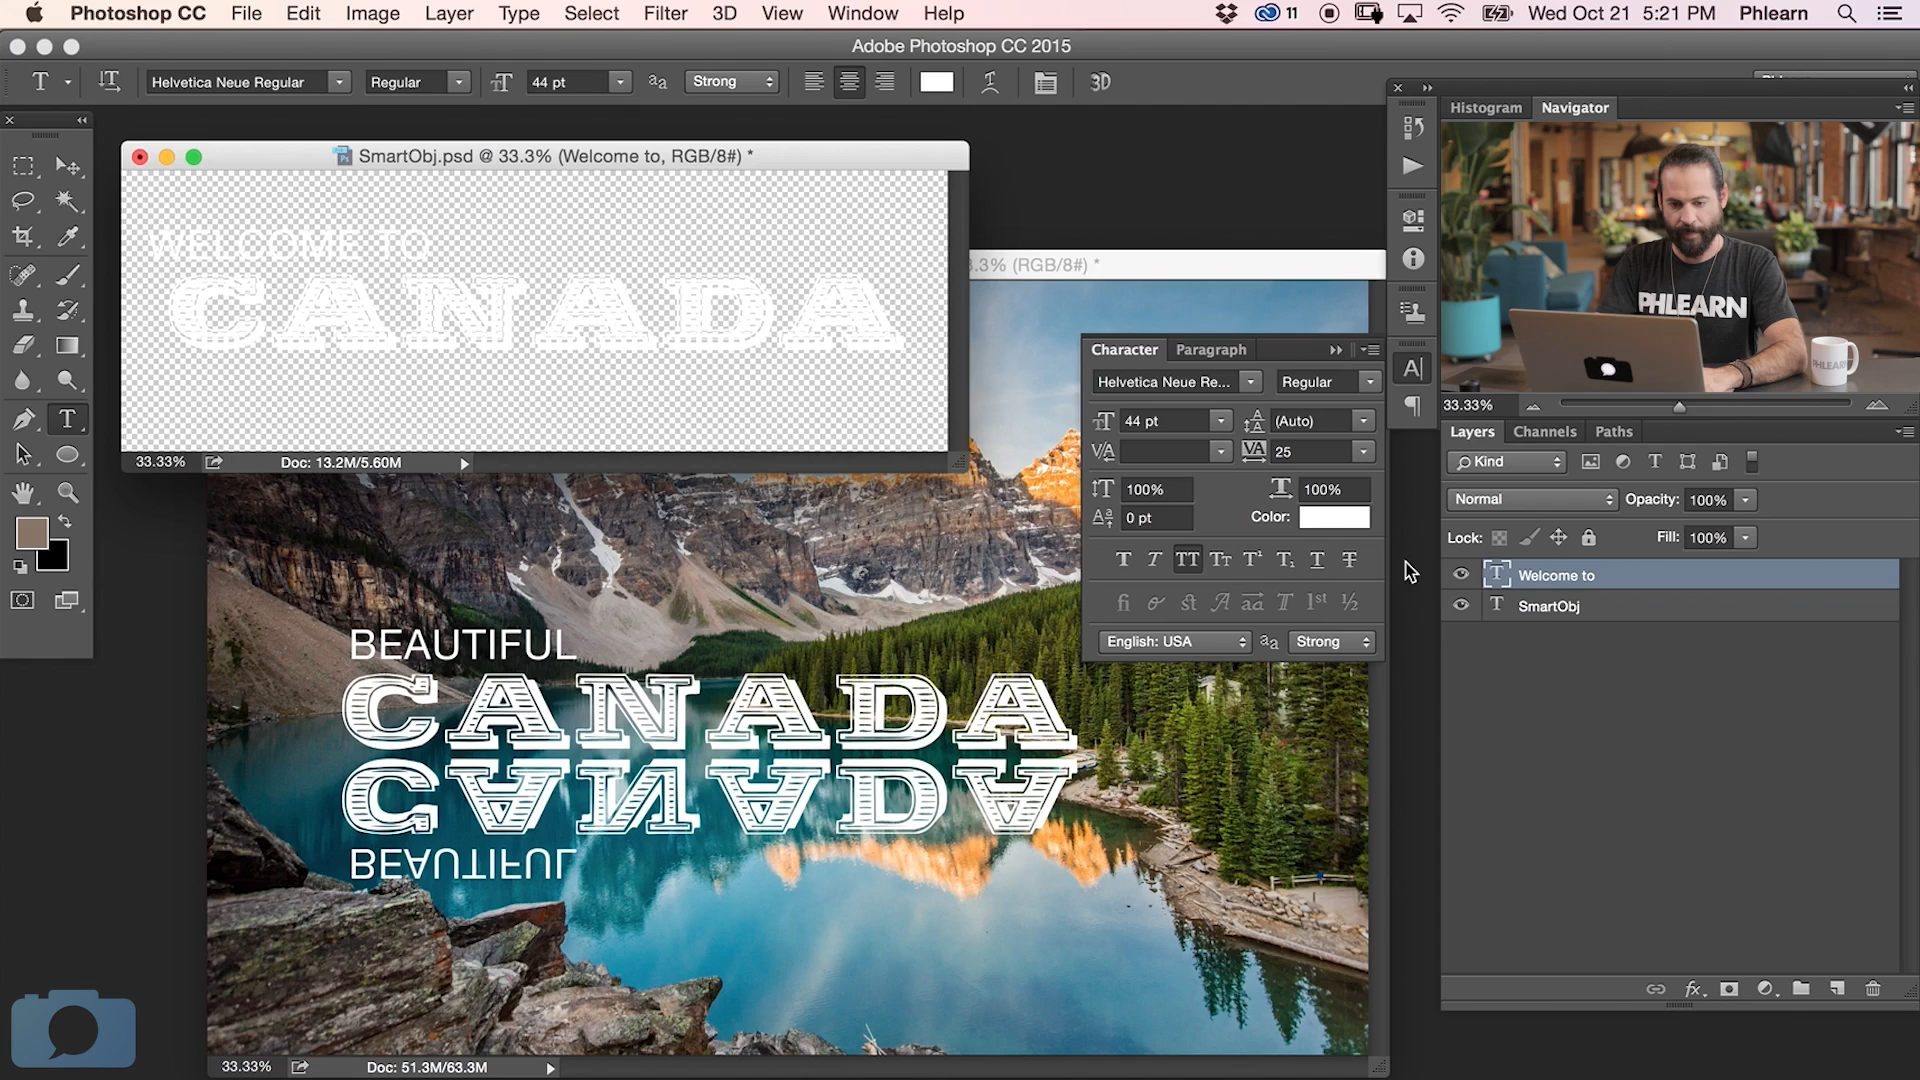 Photoshop CC File Edit Image Layer Type Select Filter 3D View Window Help 11 Wed Oct 21 5:21 PM Phlearn
Adobe Photoshop CC 2015
T Helvetica Neue Regular Regular 44 pt Strong 3D
Histogram Navigator
SmartObj.psd @ 33.3% (Welcome to, RGB/8#) *
WELCOME TO
CANADA
33.33% Doc: 13.2M/5.60M
.3% (RGB/8#) *
PHLEARN
PHLEARN
33.33%
Character Paragraph
Helvetica Neue Re... Regular
44 pt (Auto)
25
100% 100%
0 pt Color:
English: USA Strong
Layers Channels Paths
Kind
Normal Opacity: 100%
Lock: Fill: 100%
Welcome to
SmartObj
BEAUTIFUL
CANADA
CANADA
BEAUTIFUL
33.33% Doc: 51.3M/63.3M